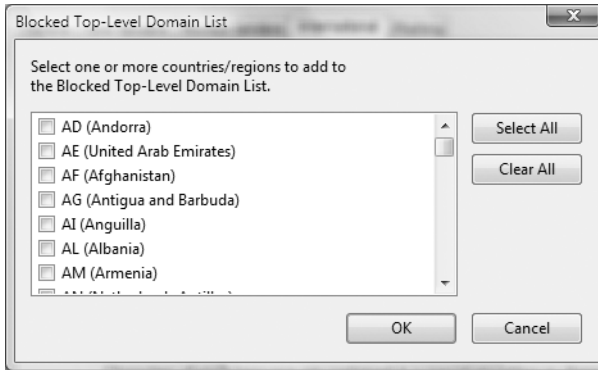 Blocked Top-Level Domain List
Select one or more countries/regions to add to
the Blocked Top-Level Domain List.
AD (Andorra)
AE (United Arab Emirates)
AF (Afghanistan)
AG (Antigua and Barbuda)
AI (Anguilla)
AL (Albania)
AM (Armenia)
Select All
Clear All
OK
Cancel